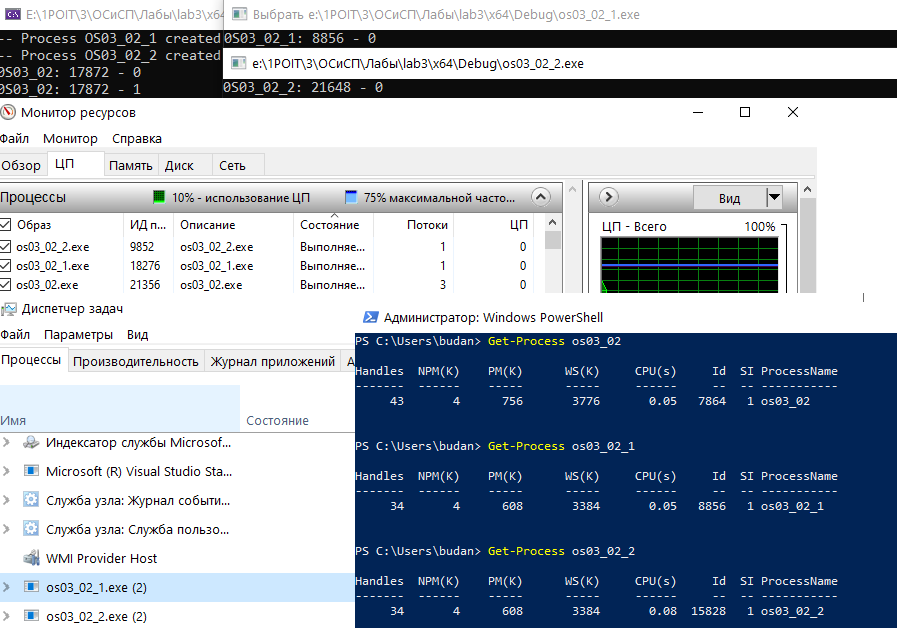 E:\1POIT\3\ОСиСП\Лабы\lab3\x64
-- Process OS03_02_1 created
-- Process OS03_02_2 created
OS03_02: 17872 - 0
OS03_02: 17872 - 1
Выбрать e:\1POIT\3\ОСиСП\Лабы\lab3\x64\Debug\os03_02_1.exe
OS03_02_1: 8856 - 0
e:\1POIT\3\ОСиСП\Лабы\lab3\x64\Debug\os03_02_2.exe
OS03_02_2: 21648 - 0
Монитор ресурсов
Файл Монитор Справка
Обзор ЦП Память Диск Сеть
Процессы 10% - использование ЦП 75% максимальной часто...
Образ ИД п... Описание Состояние Потоки ЦП
os03_02_2.exe 9852 os03_02_2.exe Выполняе... 1 0
os03_02_1.exe 18276 os03_02_1.exe Выполняе... 1 0
os03_02.exe 21356 os03_02.exe Выполняе... 3 0
Вид
ЦП - Всего 100%
Диспетчер задач
Файл Параметры Вид
Процессы Производительность Журнал приложений А
Имя Состояние
Индексатор службы Microsof...
Microsoft (R) Visual Studio Sta...
Служба узла: Журнал событи...
Служба узла: Служба пользо...
WMI Provider Host
os03_02_1.exe (2)
os03_02_2.exe (2)
Администратор: Windows PowerShell
PS C:\Users\budan> Get-Process os03_02
Handles NPM(K) PM(K) WS(K) CPU(s) Id SI ProcessName
------- ------ ----- ----- ------ -- -- -----------
43 4 756 3776 0.05 7864 1 os03_02
PS C:\Users\budan> Get-Process os03_02_1
Handles NPM(K) PM(K) WS(K) CPU(s) Id SI ProcessName
------- ------ ----- ----- ------ -- -- -----------
34 4 608 3384 0.05 8856 1 os03_02_1
PS C:\Users\budan> Get-Process os03_02_2
Handles NPM(K) PM(K) WS(K) CPU(s) Id SI ProcessName
------- ------ ----- ----- ------ -- -- -----------
34 4 608 3384 0.08 15828 1 os03_02_2